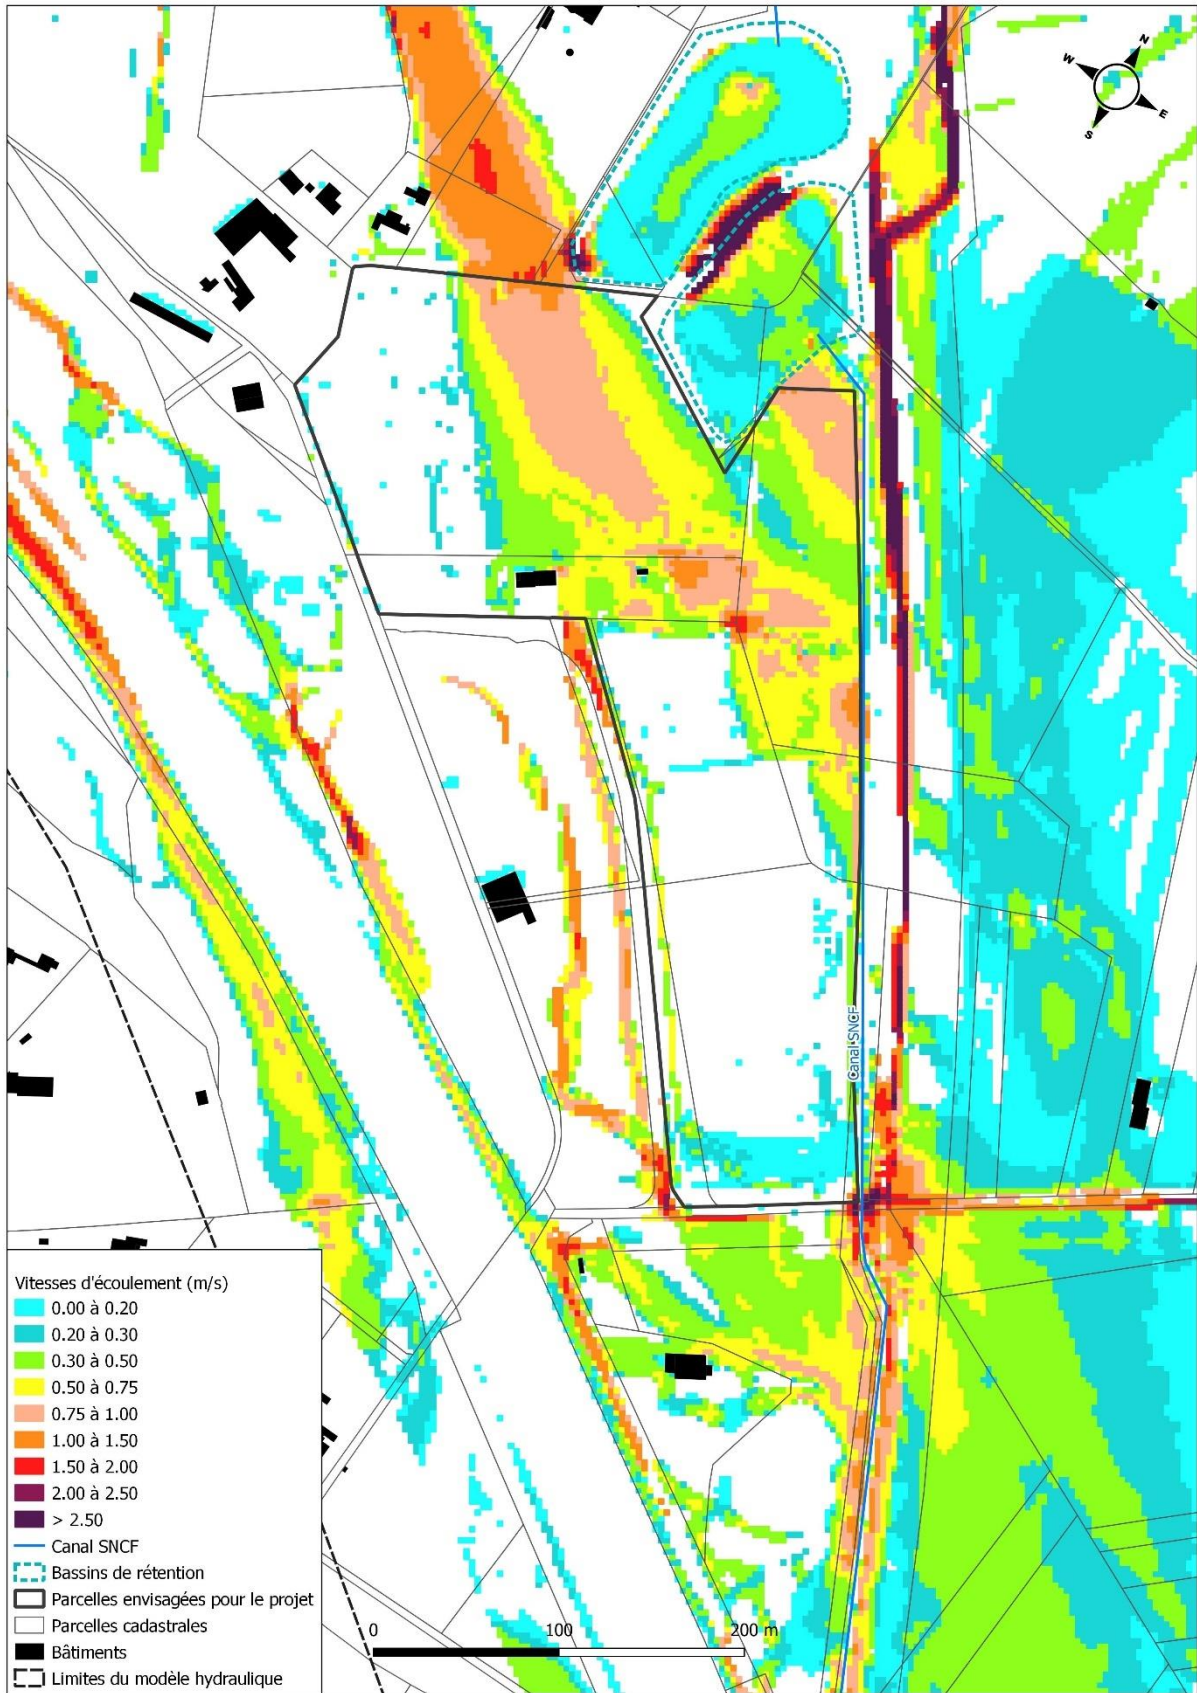 N
W
E
S
Canal SNCF
Vitesses d'écoulement (m/s)
0.00 à 0.20
0.20 à 0.30
0.30 à 0.50
0.50 à 0.75
0.75 à 1.00
1.00 à 1.50
1.50 à 2.00
2.00 à 2.50
> 2.50
Canal SNCF
Bassins de rétention
Parcelles envisagées pour le projet
Parcelles cadastrales
Bâtiments
Limites du modèle hydraulique
0 100 200 m